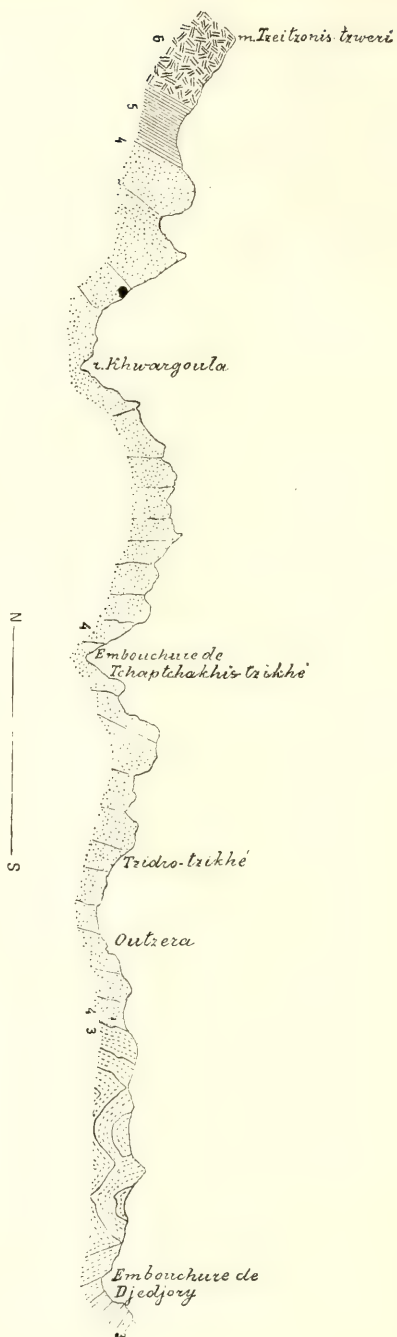 6
m. Tzeitzonis tzweri
5
4
r. Khwargoula
4
Embouchure de
Tchaptchakhis-tzikhé
N
S
Tzidro-tzikhé
Outzera
4
3
Embouchure de
Djedjory